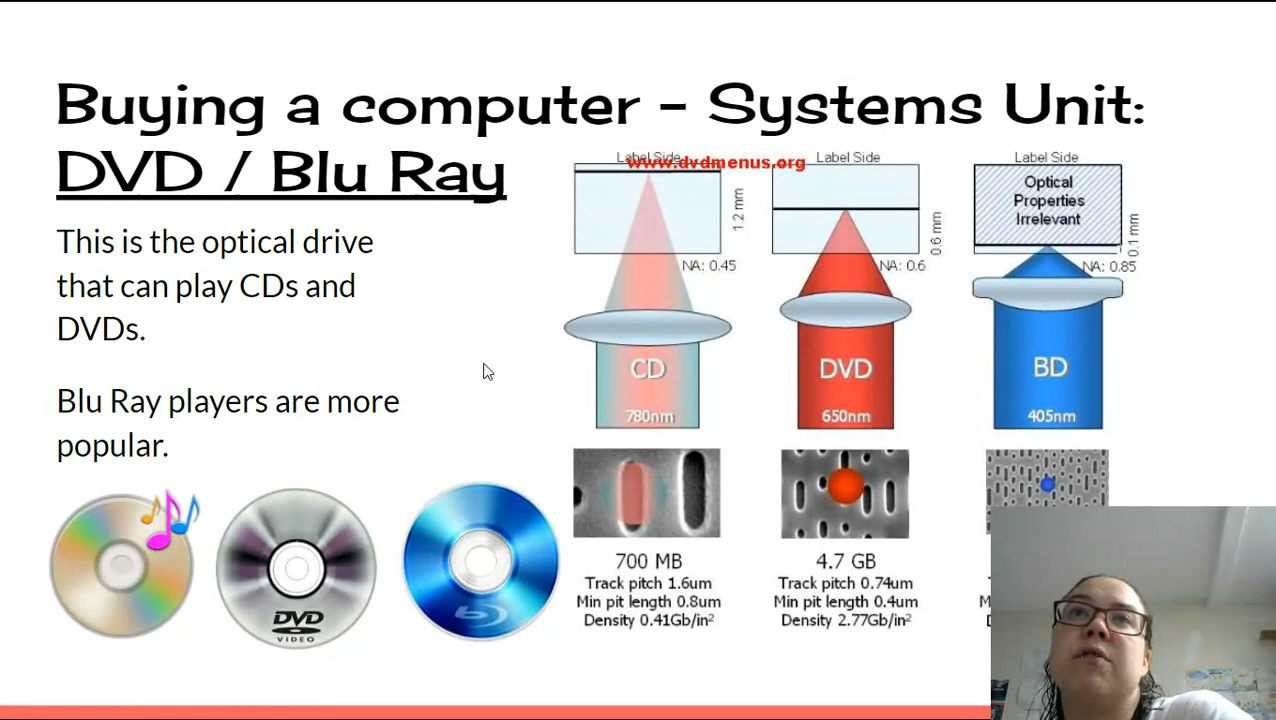 Buying a computer - Systems Unit:
DVD / Blu Ray
This is the optical drive
that can play CDs and
DVDs.
Blu Ray players are more
popular.
DVD
VIDEO
www.dvdmenus.org
Label Side
1.2 mm
NA: 0.45
CD
780nm
700 MB
Track pitch 1.6um
Min pit length 0.8um
Density 0.41Gb/in²
Label Side
0.6 mm
NA: 0.6
DVD
650nm
4.7 GB
Track pitch 0.74um
Min pit length 0.4um
Density 2.77Gb/in²
Label Side
Optical
Properties
Irrelevant
0.1 mm
NA: 0.85
BD
405nm